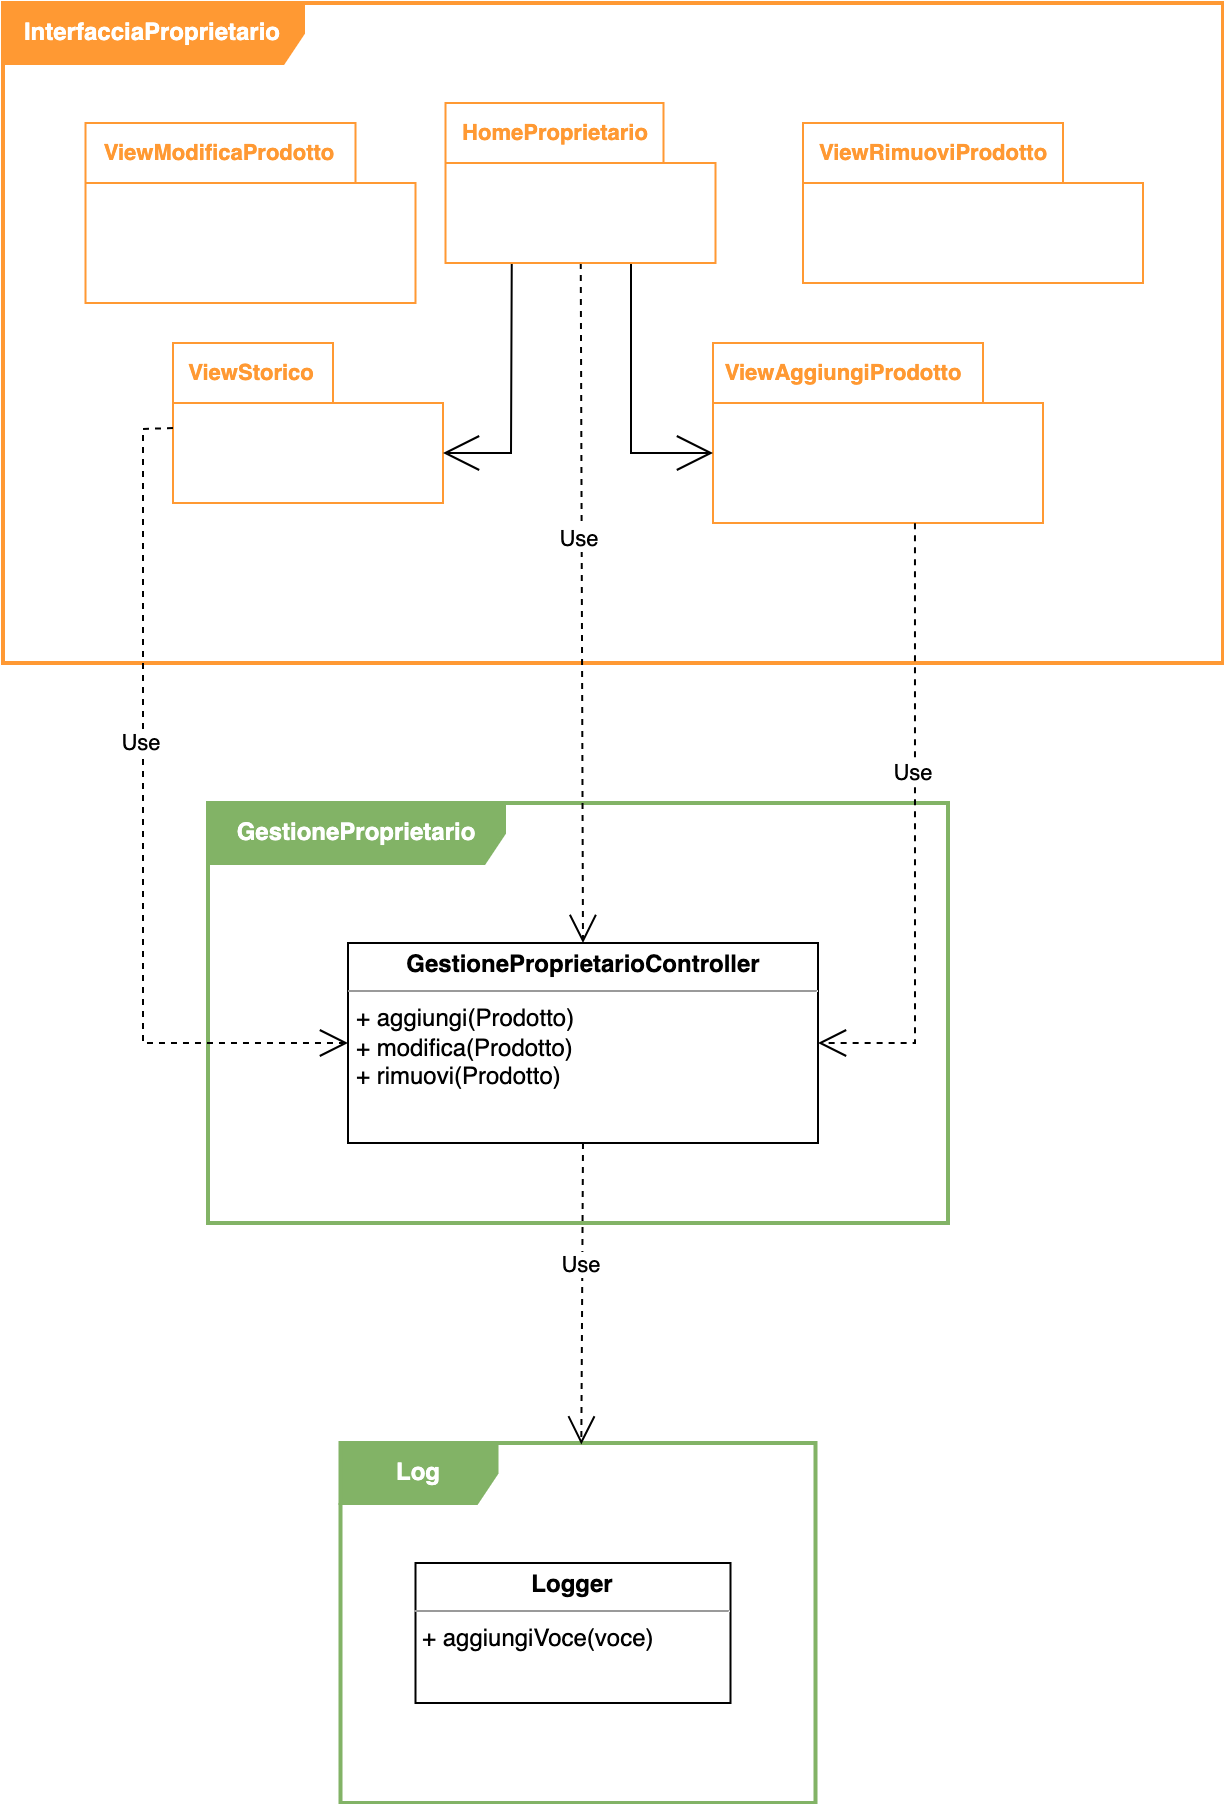 InterfacciaProprietario
HomeProprietario
ViewModificaProdotto
ViewRimuoviProdotto
ViewStorico
ViewAggiungiProdotto
Use
Use
Use
GestioneProprietario
GestioneProprietarioController
+ aggiungi(Prodotto)
+ modifica(Prodotto)
+ rimuovi(Prodotto)
Use
Log
Logger
+ aggiungiVoce(voce)